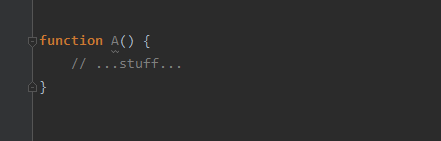 function A() {
// ...stuff...
}